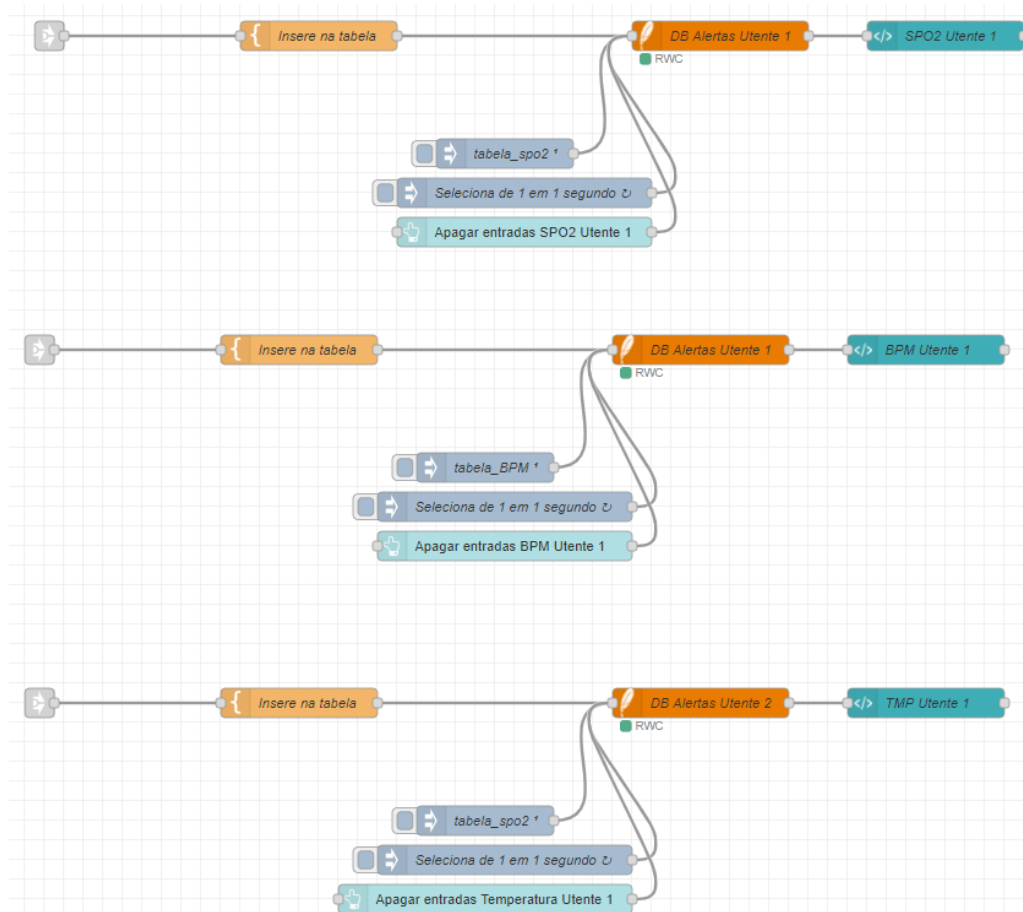 Insere na tabela
DB Alertas Utente 1
</> SPO2 Utente 1
RWC
tabela_spo2 ¹
Seleciona de 1 em 1 segundo ↻
Apagar entradas SPO2 Utente 1
Insere na tabela
DB Alertas Utente 1
</> BPM Utente 1
RWC
tabela_BPM ¹
Seleciona de 1 em 1 segundo ↻
Apagar entradas BPM Utente 1
Insere na tabela
DB Alertas Utente 2
</> TMP Utente 1
RWC
tabela_spo2 ¹
Seleciona de 1 em 1 segundo ↻
Apagar entradas Temperatura Utente 1